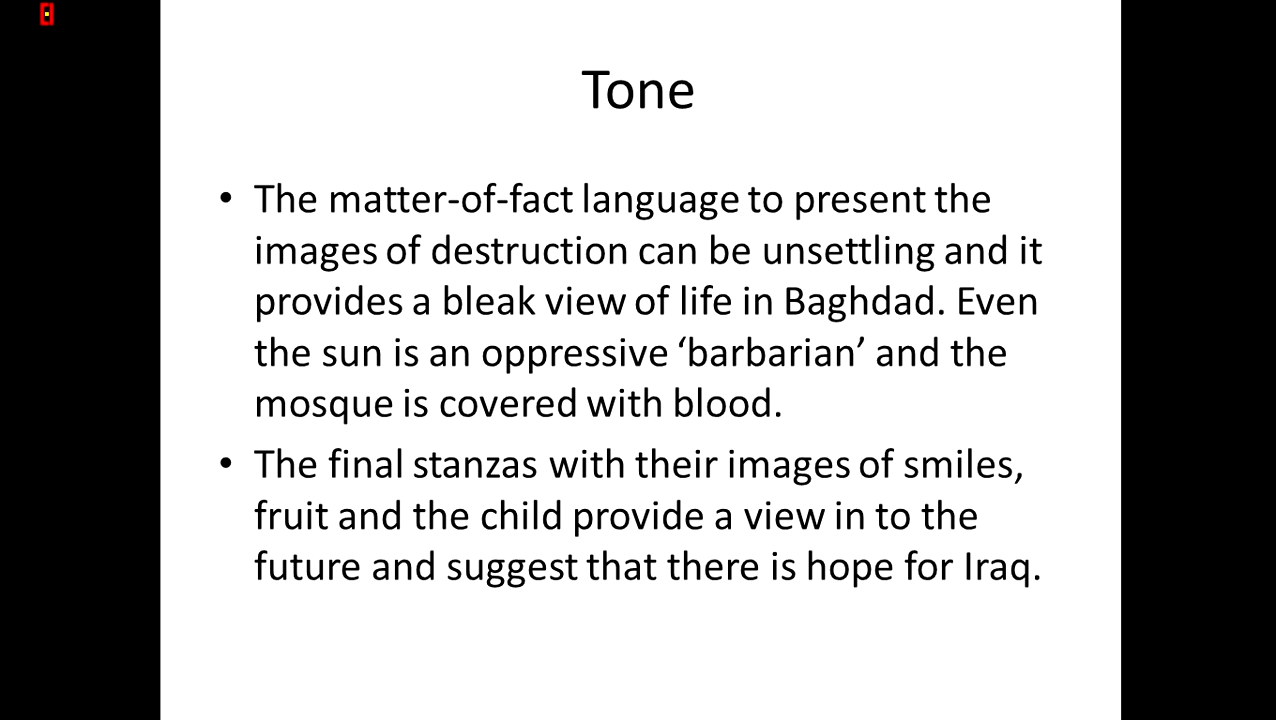 Tone
• The matter-of-fact language to present the
images of destruction can be unsettling and it
provides a bleak view of life in Baghdad. Even
the sun is an oppressive ‘barbarian’ and the
mosque is covered with blood.
• The final stanzas with their images of smiles,
fruit and the child provide a view in to the
future and suggest that there is hope for Iraq.